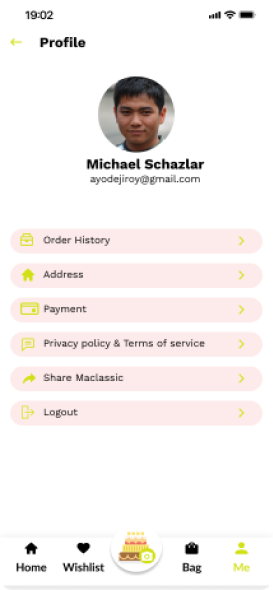 19:02
Profile
Michael Schazlar
ayodejiroy@gmail.com
Order History
Address
Payment
Privacy policy & Terms of service
Share Maclassic
Logout
Home
Wishlist
Bag
Me